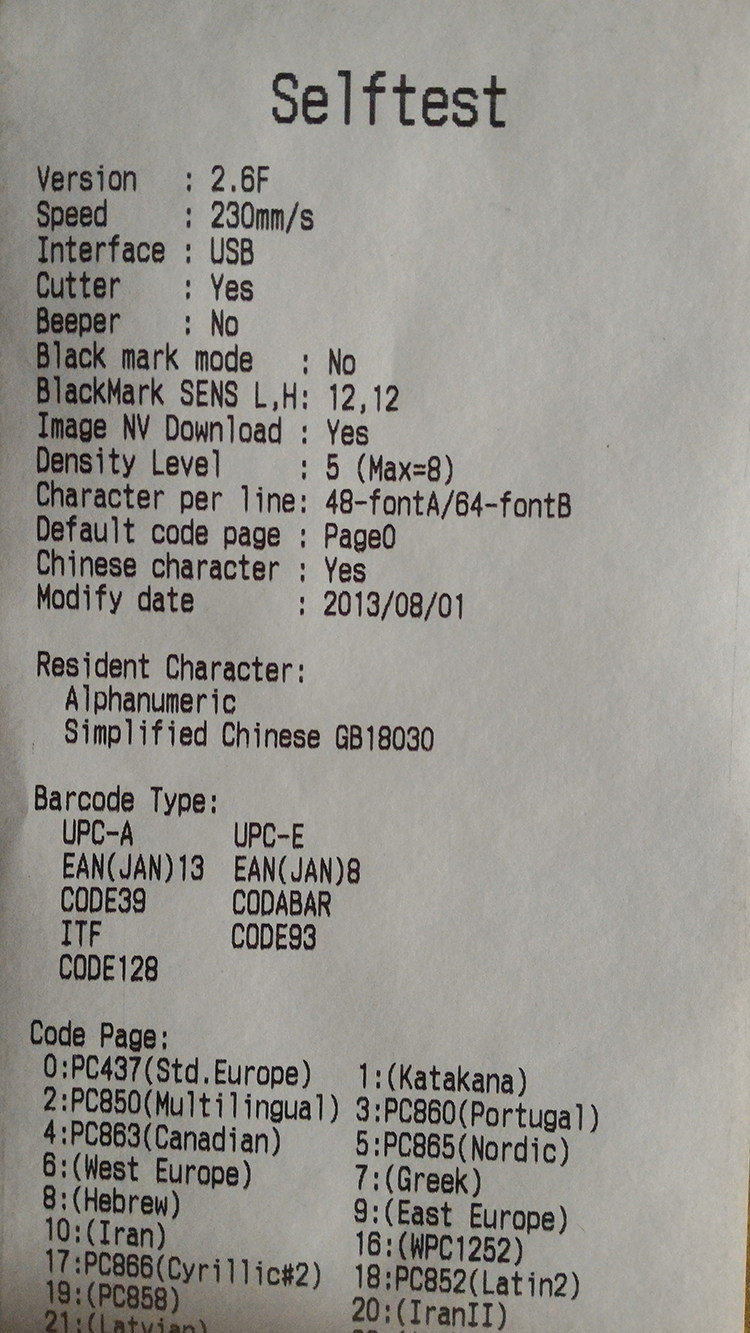 Selftest
Version : 2.6F
Speed : 230mm/s
Interface : USB
Cutter : Yes
Beeper : No
Black mark mode : No
BlackMark SENS L,H: 12,12
Image NV Download : Yes
Density Level : 5 (Max=8)
Character per line: 48-fontA/64-fontB
Default code page : Page0
Chinese character : Yes
Modify date : 2013/08/01
Resident Character:
Alphanumeric
Simplified Chinese GB18030
Barcode Type:
UPC-A UPC-E
EAN(JAN)13 EAN(JAN)8
CODE39 CODABAR
ITF CODE93
CODE128
Code Page:
0:PC437(Std.Europe) 1:(Katakana)
2:PC850(Multilingual) 3:PC860(Portugal)
4:PC863(Canadian) 5:PC865(Nordic)
6:(West Europe) 7:(Greek)
8:(Hebrew) 9:(East Europe)
10:(Iran) 16:(WPC1252)
17:PC866(Cyrillic#2) 18:PC852(Latin2)
19:(PC858) 20:(IranII)
21:(Latvian)